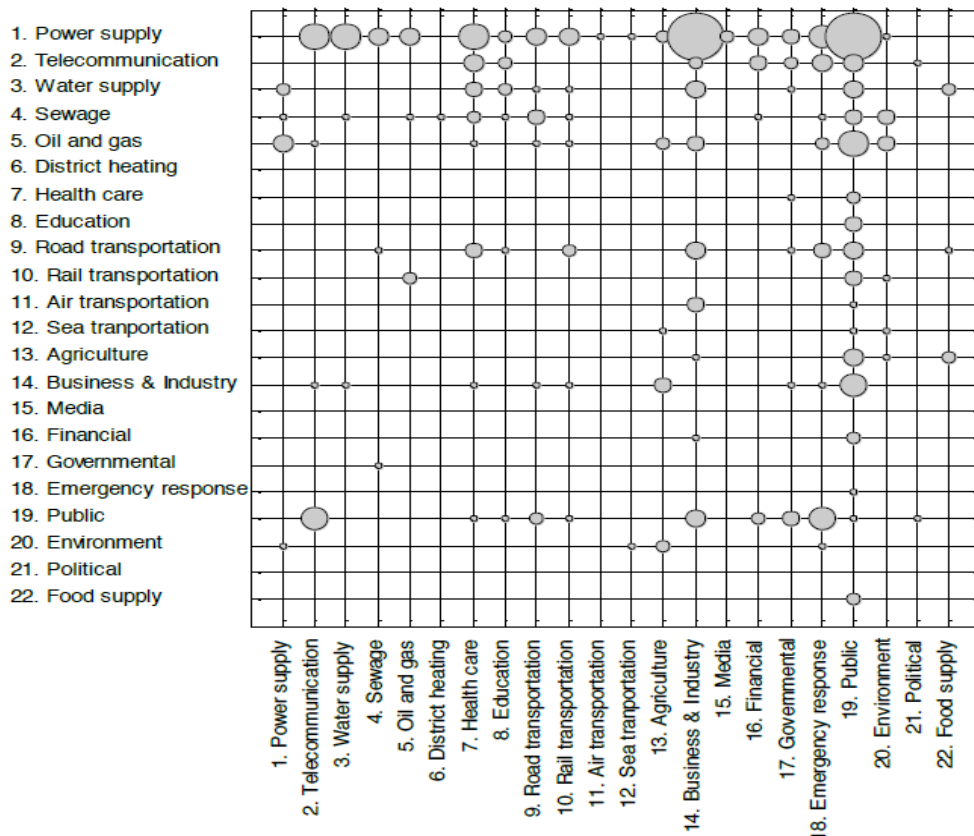 1. Power supply
2. Telecommunication
3. Water supply
4. Sewage
5. Oil and gas
6. District heating
7. Health care
8. Education
9. Road transportation
10. Rail transportation
11. Air transportation
12. Sea tranportation
13. Agriculture
14. Business & Industry
15. Media
16. Financial
17. Governmental
18. Emergency response
19. Public
20. Environment
21. Political
22. Food supply
1. Power supply
2. Telecommunication
3. Water supply
4. Sewage
5. Oil and gas
6. District heating
7. Health care
8. Education
9. Road transportation
10. Rail transportation
11. Air transportation
12. Sea tranportation
13. Agriculture
14. Business & Industry
15. Media
16. Financial
17. Governmental
18. Emergency response
19. Public
20. Environment
21. Political
22. Food supply